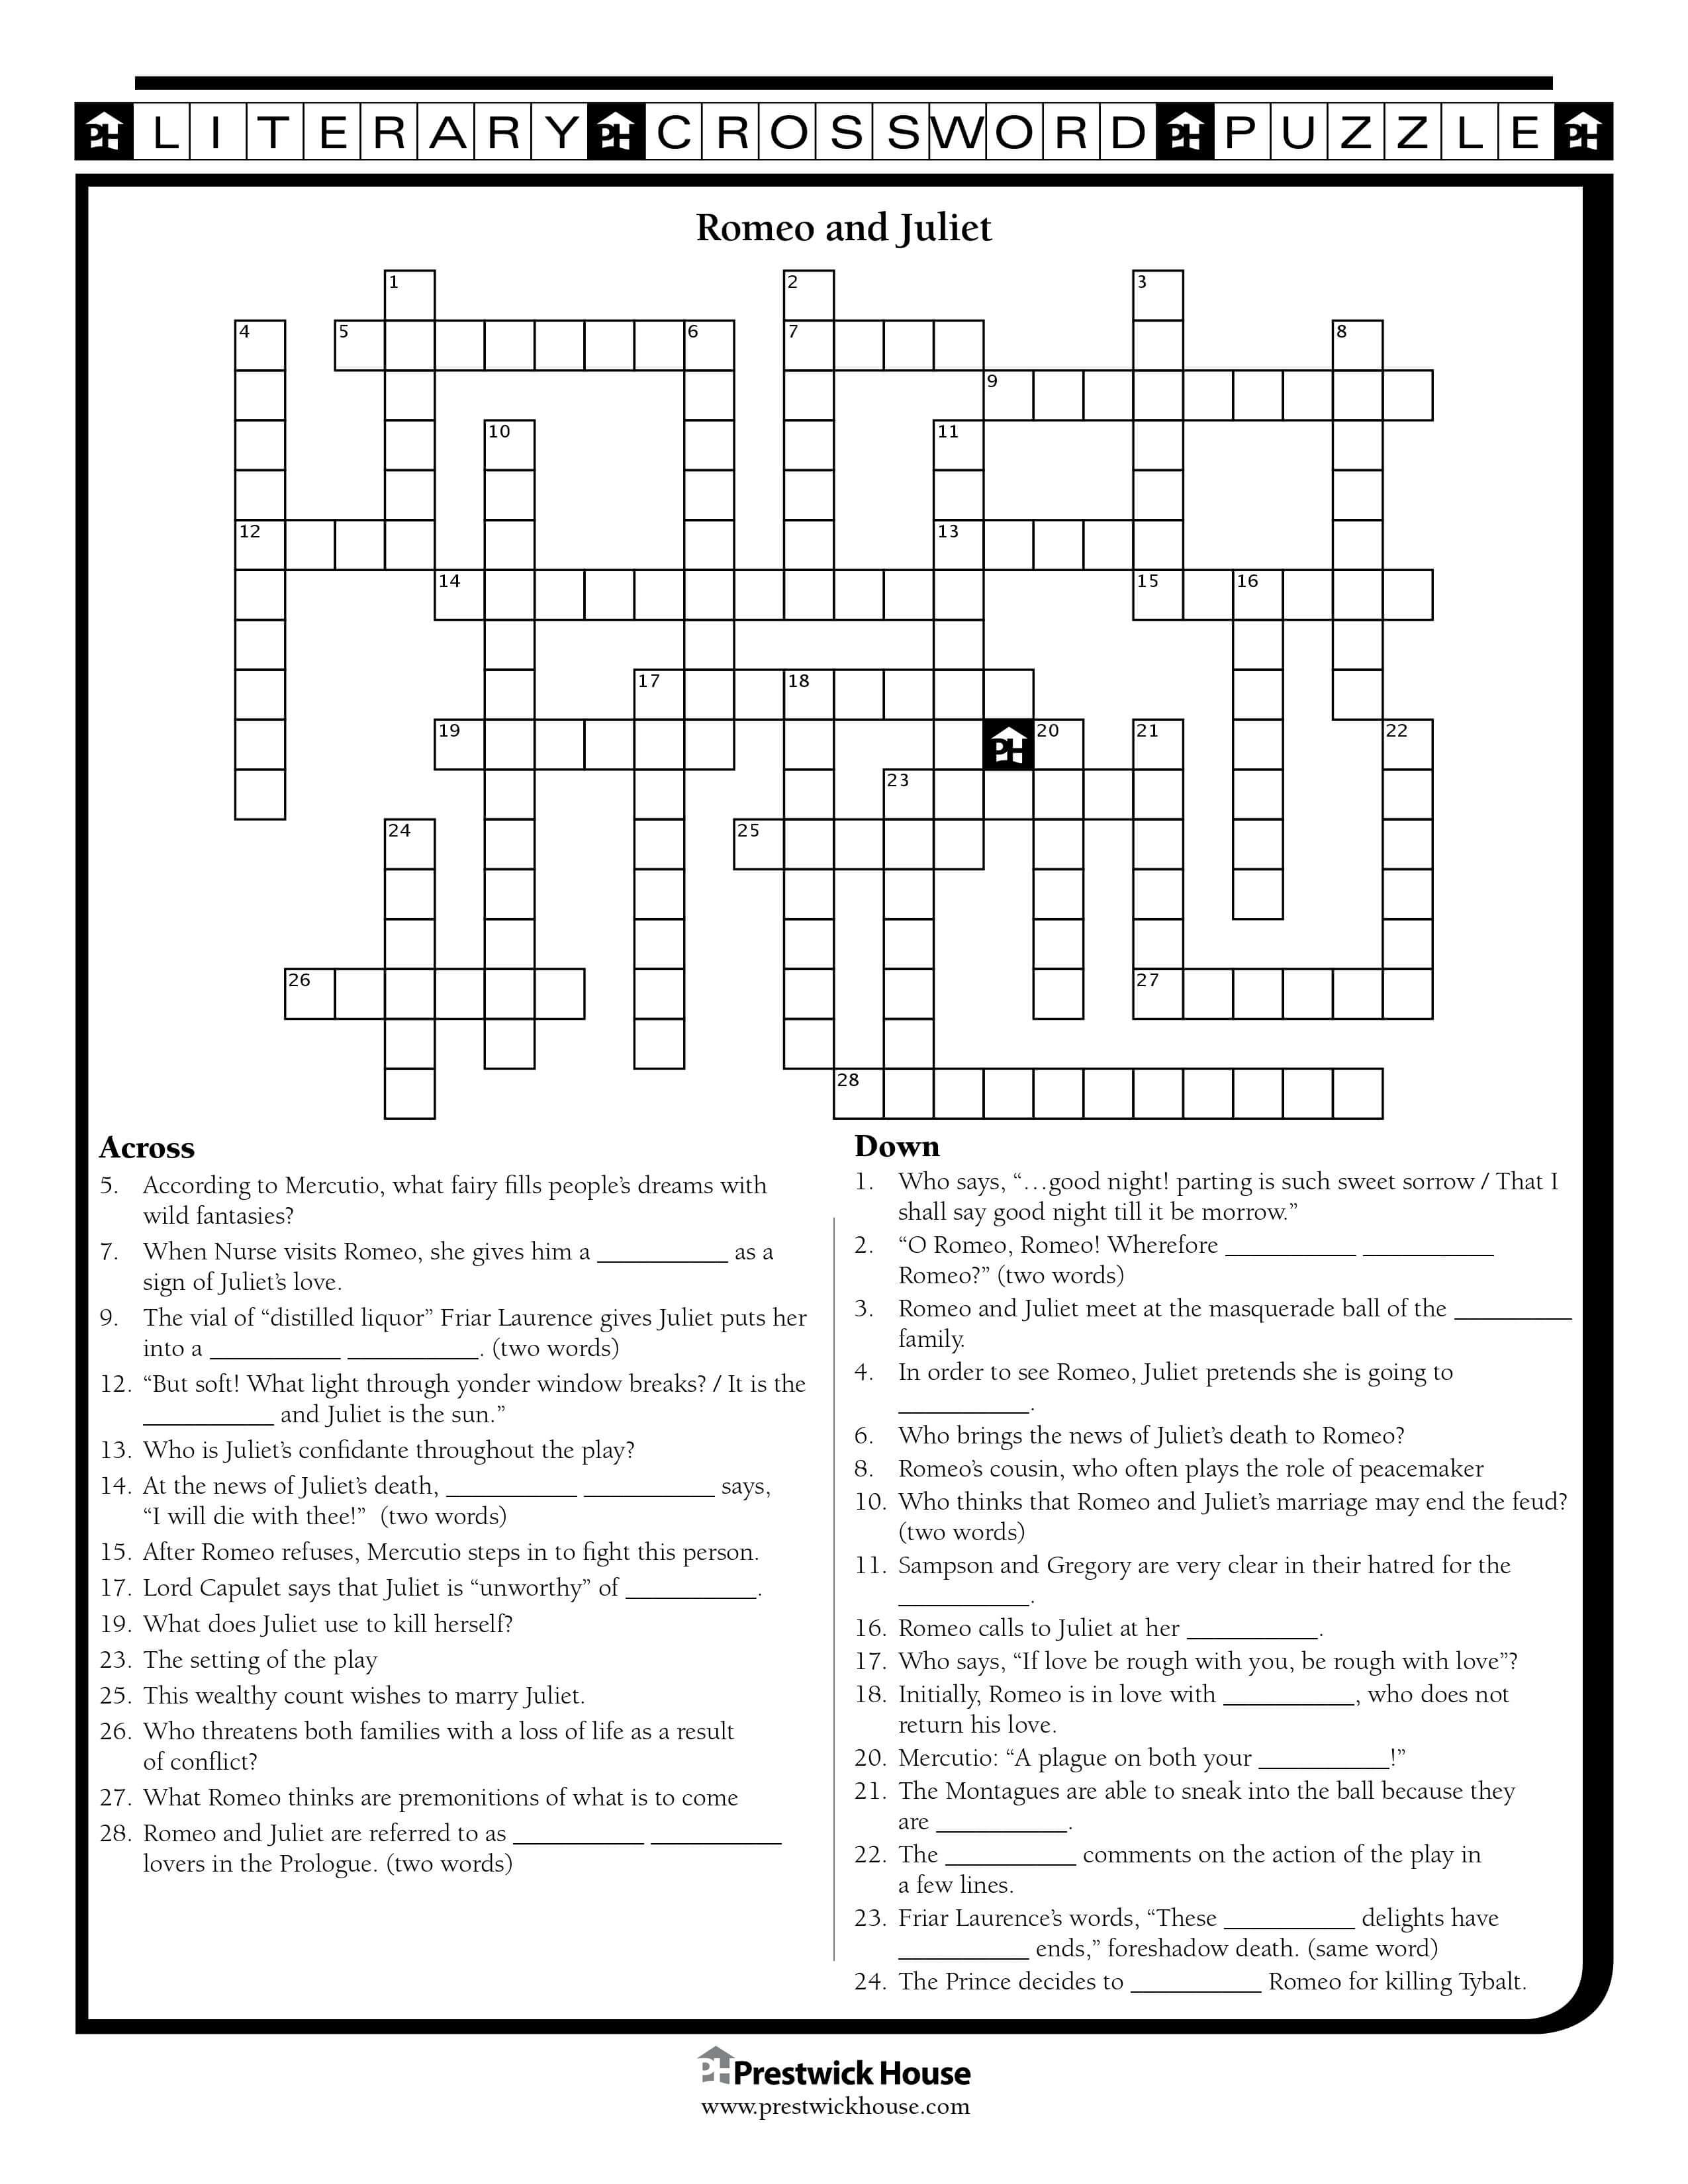 PH LITERARY PH CROSSWORD PH PUZZLE PH
Romeo and Juliet
1 2 3
4 5 6 7 8
9
10 11
12 13
14 15 16
17 18
19 PH 20 21 22
23
24 25
26 27
28
Across
5. According to Mercutio, what fairy fills people’s dreams with
wild fantasies?
7. When Nurse visits Romeo, she gives him a __________ as a
sign of Juliet’s love.
9. The vial of “distilled liquor” Friar Laurence gives Juliet puts her
into a __________ __________. (two words)
12. “But soft! What light through yonder window breaks? / It is the
__________ and Juliet is the sun.”
13. Who is Juliet’s confidante throughout the play?
14. At the news of Juliet’s death, __________ __________ says,
“I will die with thee!” (two words)
15. After Romeo refuses, Mercutio steps in to fight this person.
17. Lord Capulet says that Juliet is “unworthy” of __________.
19. What does Juliet use to kill herself?
23. The setting of the play
25. This wealthy count wishes to marry Juliet.
26. Who threatens both families with a loss of life as a result
of conflict?
27. What Romeo thinks are premonitions of what is to come
28. Romeo and Juliet are referred to as __________ __________
lovers in the Prologue. (two words)
Down
1. Who says, “…good night! parting is such sweet sorrow / That I
shall say good night till it be morrow.”
2. “O Romeo, Romeo! Wherefore __________ __________
Romeo?” (two words)
3. Romeo and Juliet meet at the masquerade ball of the _________
family.
4. In order to see Romeo, Juliet pretends she is going to
__________.
6. Who brings the news of Juliet’s death to Romeo?
8. Romeo’s cousin, who often plays the role of peacemaker
10. Who thinks that Romeo and Juliet’s marriage may end the feud?
(two words)
11. Sampson and Gregory are very clear in their hatred for the
__________.
16. Romeo calls to Juliet at her __________.
17. Who says, “If love be rough with you, be rough with love”?
18. Initially, Romeo is in love with __________, who does not
return his love.
20. Mercutio: “A plague on both your __________!”
21. The Montagues are able to sneak into the ball because they
are __________.
22. The __________ comments on the action of the play in
a few lines.
23. Friar Laurence’s words, “These __________ delights have
__________ ends,” foreshadow death. (same word)
24. The Prince decides to __________ Romeo for killing Tybalt.
PH Prestwick House
www.prestwickhouse.com